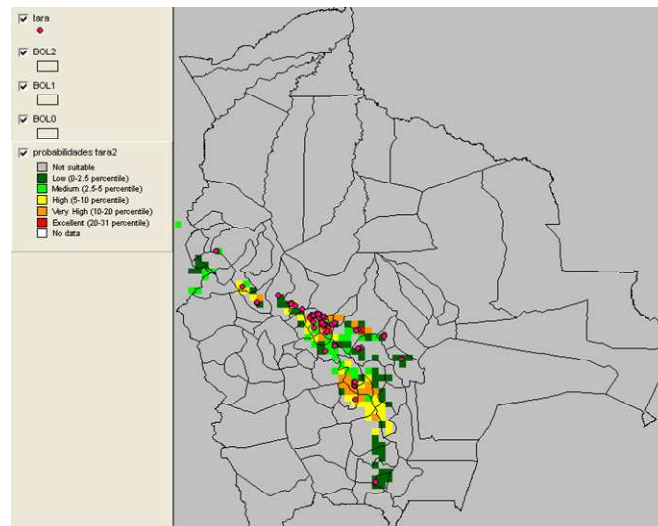 tara
BOL2
BOL1
BOL0
probabilidades tara2
Not suitable
Low (0-2.5 percentile)
Medium (2.5-5 percentile)
High (5-10 percentile)
Very High (10-20 percentile)
Excellent (20-31 percentile)
No data